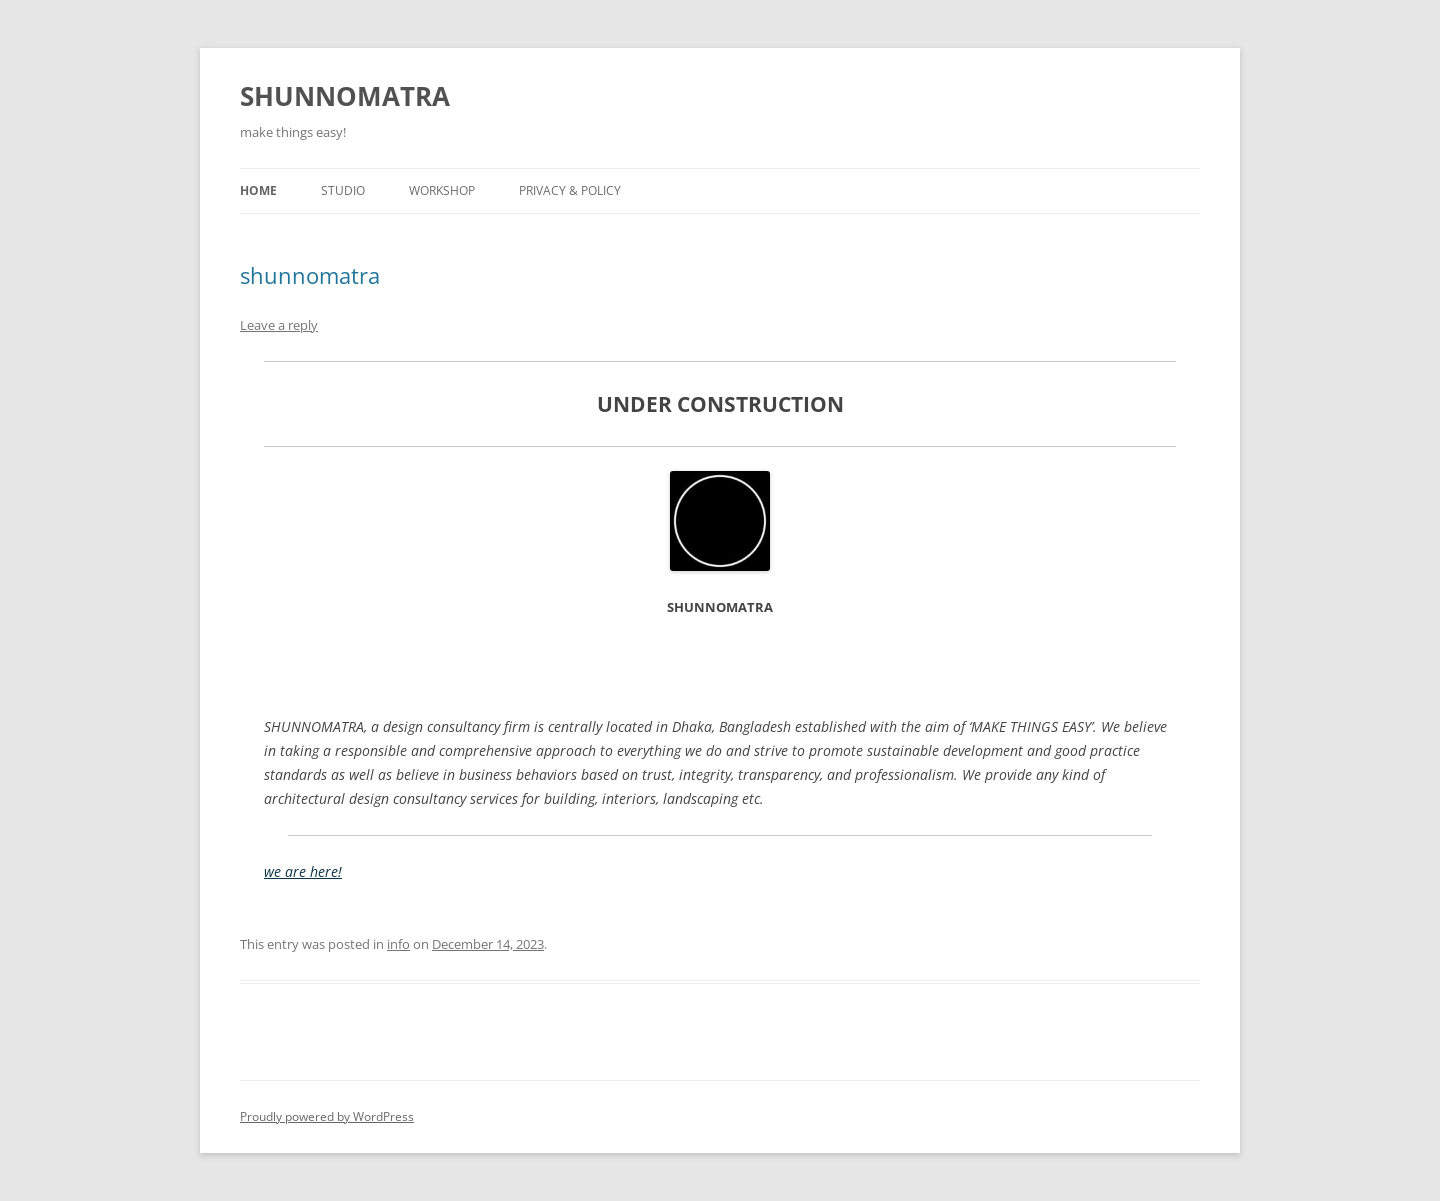 SHUNNOMATRA
make things easy!
HOME STUDIO WORKSHOP PRIVACY & POLICY
shunnomatra
Leave a reply
UNDER CONSTRUCTION
SHUNNOMATRA
SHUNNOMATRA, a design consultancy firm is centrally located in Dhaka, Bangladesh established with the aim of ‘MAKE THINGS EASY’. We believe
in taking a responsible and comprehensive approach to everything we do and strive to promote sustainable development and good practice
standards as well as believe in business behaviors based on trust, integrity, transparency, and professionalism. We provide any kind of
architectural design consultancy services for building, interiors, landscaping etc.
we are here!
This entry was posted in info on December 14, 2023.
Proudly powered by WordPress